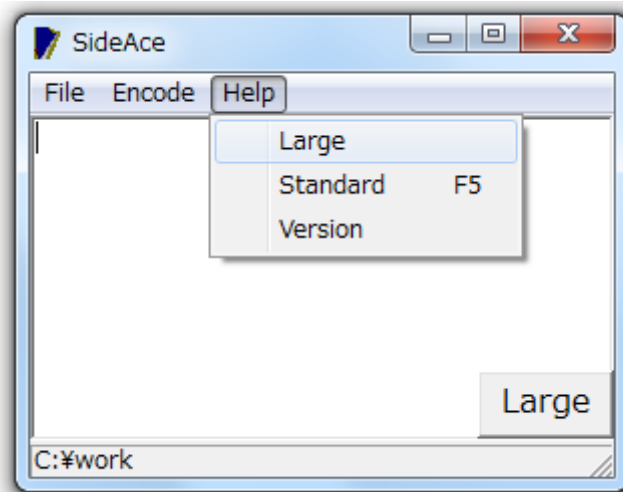 SideAce
File Encode Help
Large
Standard F5
Version
Large
C:¥work